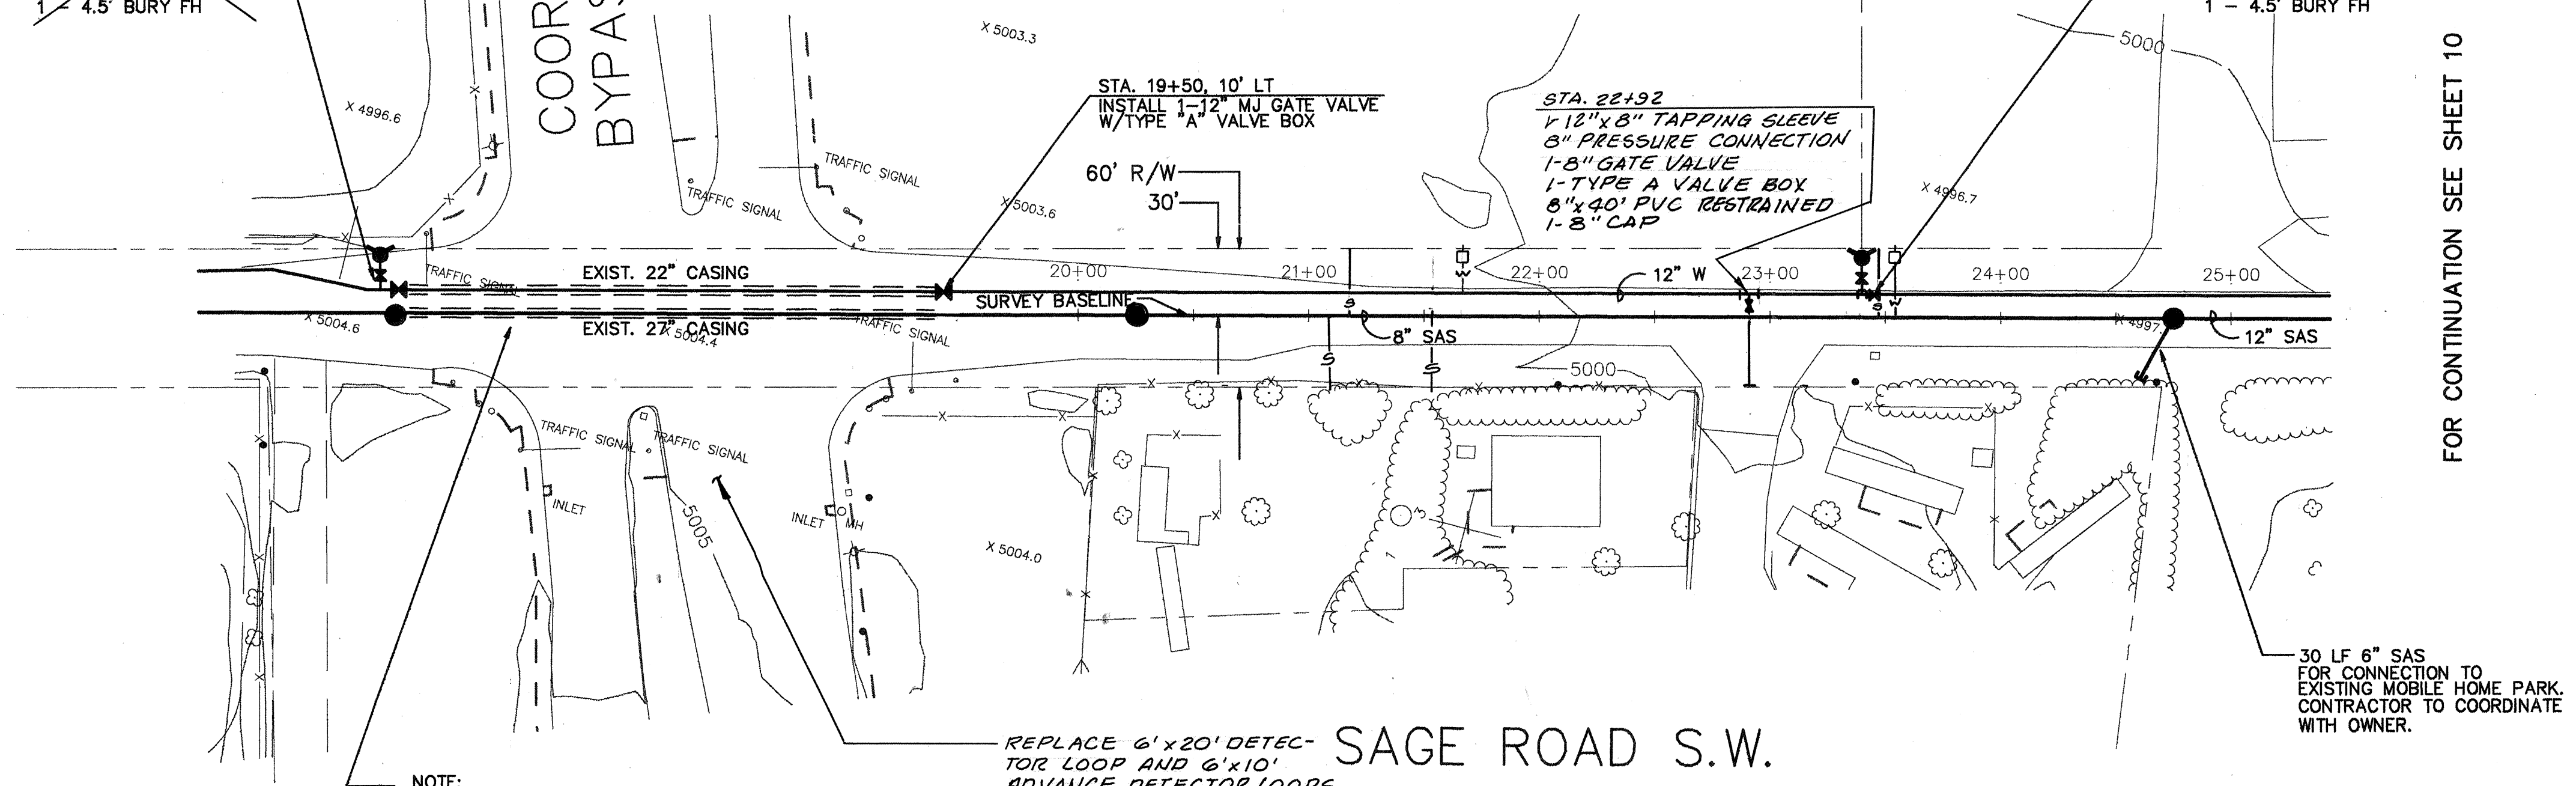 1 - 4.5' BURY FH
COOR
BYPAS
X 5003.3
1 - 4.5' BURY FH
5000
FOR CONTINUATION SEE SHEET 10
X 4996.6
STA. 19+50, 10' LT
INSTALL 1-12" MJ GATE VALVE
W/TYPE "A" VALVE BOX
STA. 22+92
1-12"x8" TAPPING SLEEVE
8" PRESSURE CONNECTION
1-8" GATE VALVE
1-TYPE A VALVE BOX
8"x40' PVC RESTRAINED
1-8" CAP
TRAFFIC SIGNAL
TRAFFIC SIGNAL
60' R/W
30'
X 5003.6
X 4996.7
TRAFFIC SIGNAL
EXIST. 22" CASING
20+00
21+00
22+00
12" W
23+00
24+00
25+00
SURVEY BASELINE
X 5004.6
EXIST. 27" CASING
X 5004.4
TRAFFIC SIGNAL
8" SAS
X 4997.
12" SAS
S
S
S
S
W
W
5000
TRAFFIC SIGNAL
TRAFFIC SIGNAL
INLET
5005
INLET
MH
X 5004.0
30 LF 6" SAS
FOR CONNECTION TO
EXISTING MOBILE HOME PARK.
CONTRACTOR TO COORDINATE
WITH OWNER.
REPLACE 6'x20' DETEC-
TOR LOOP AND 6'x10'
ADVANCE DETECTOR LOOPS
SAGE ROAD S.W.
NOTE: